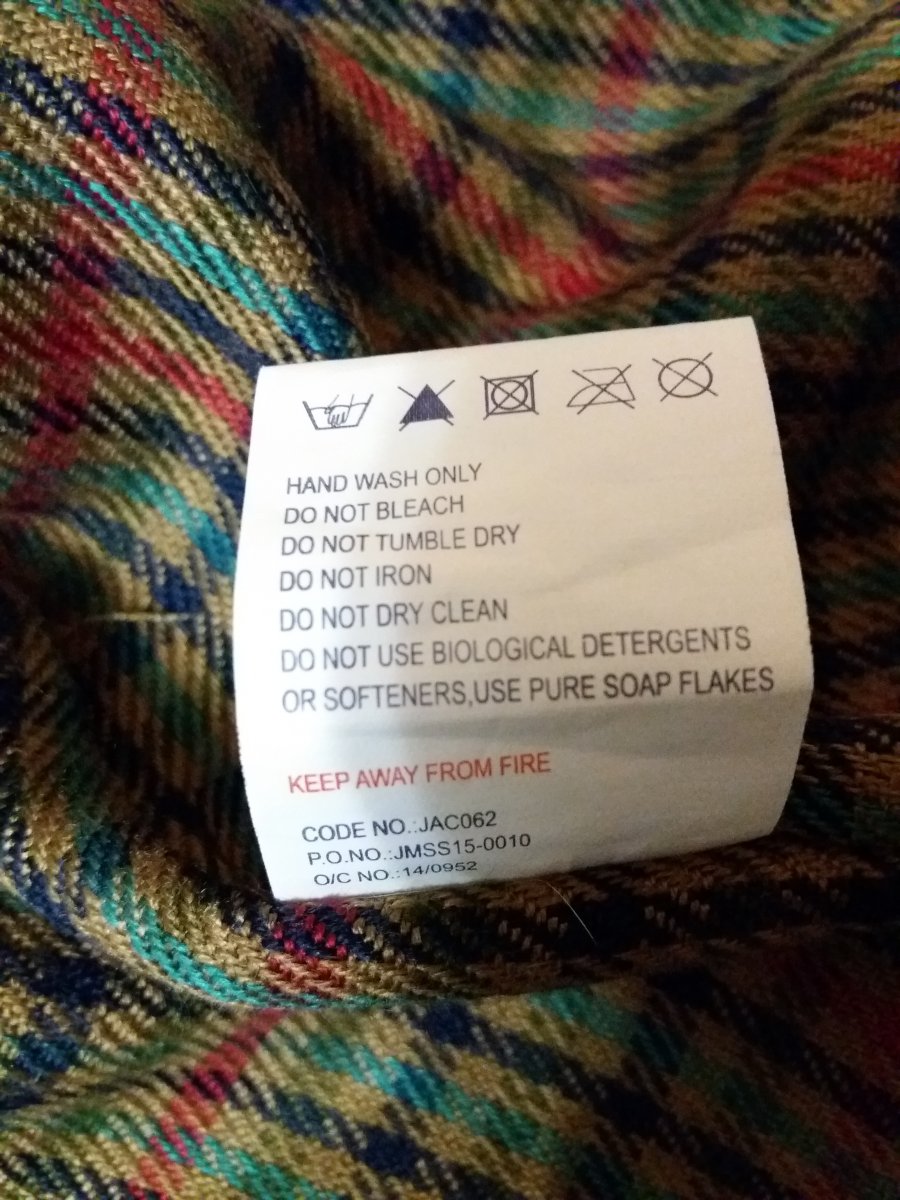 HAND WASH ONLY
DO NOT BLEACH
DO NOT TUMBLE DRY
DO NOT IRON
DO NOT DRY CLEAN
DO NOT USE BIOLOGICAL DETERGENTS
OR SOFTENERS,USE PURE SOAP FLAKES
KEEP AWAY FROM FIRE
CODE NO.:JAC062
P.O.NO.:JMSS15-0010
O/C NO.:14/0952